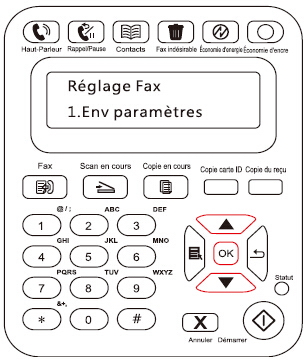 Haut-Parleur Rappel/Pause Contacts Fax indésirable Économie d'énergie Économie d'encre
Réglage Fax
1.Env paramètres
Fax Scan en cours Copie en cours Copie carte ID Copie du reçu
@/: ABC DEF
1 2 3
GHI JKL MNO
4 5 6
OK
PQRS TUV WXYZ
7 8 9
Statut
&+,
* 0 #
X
Annuler Démarrer